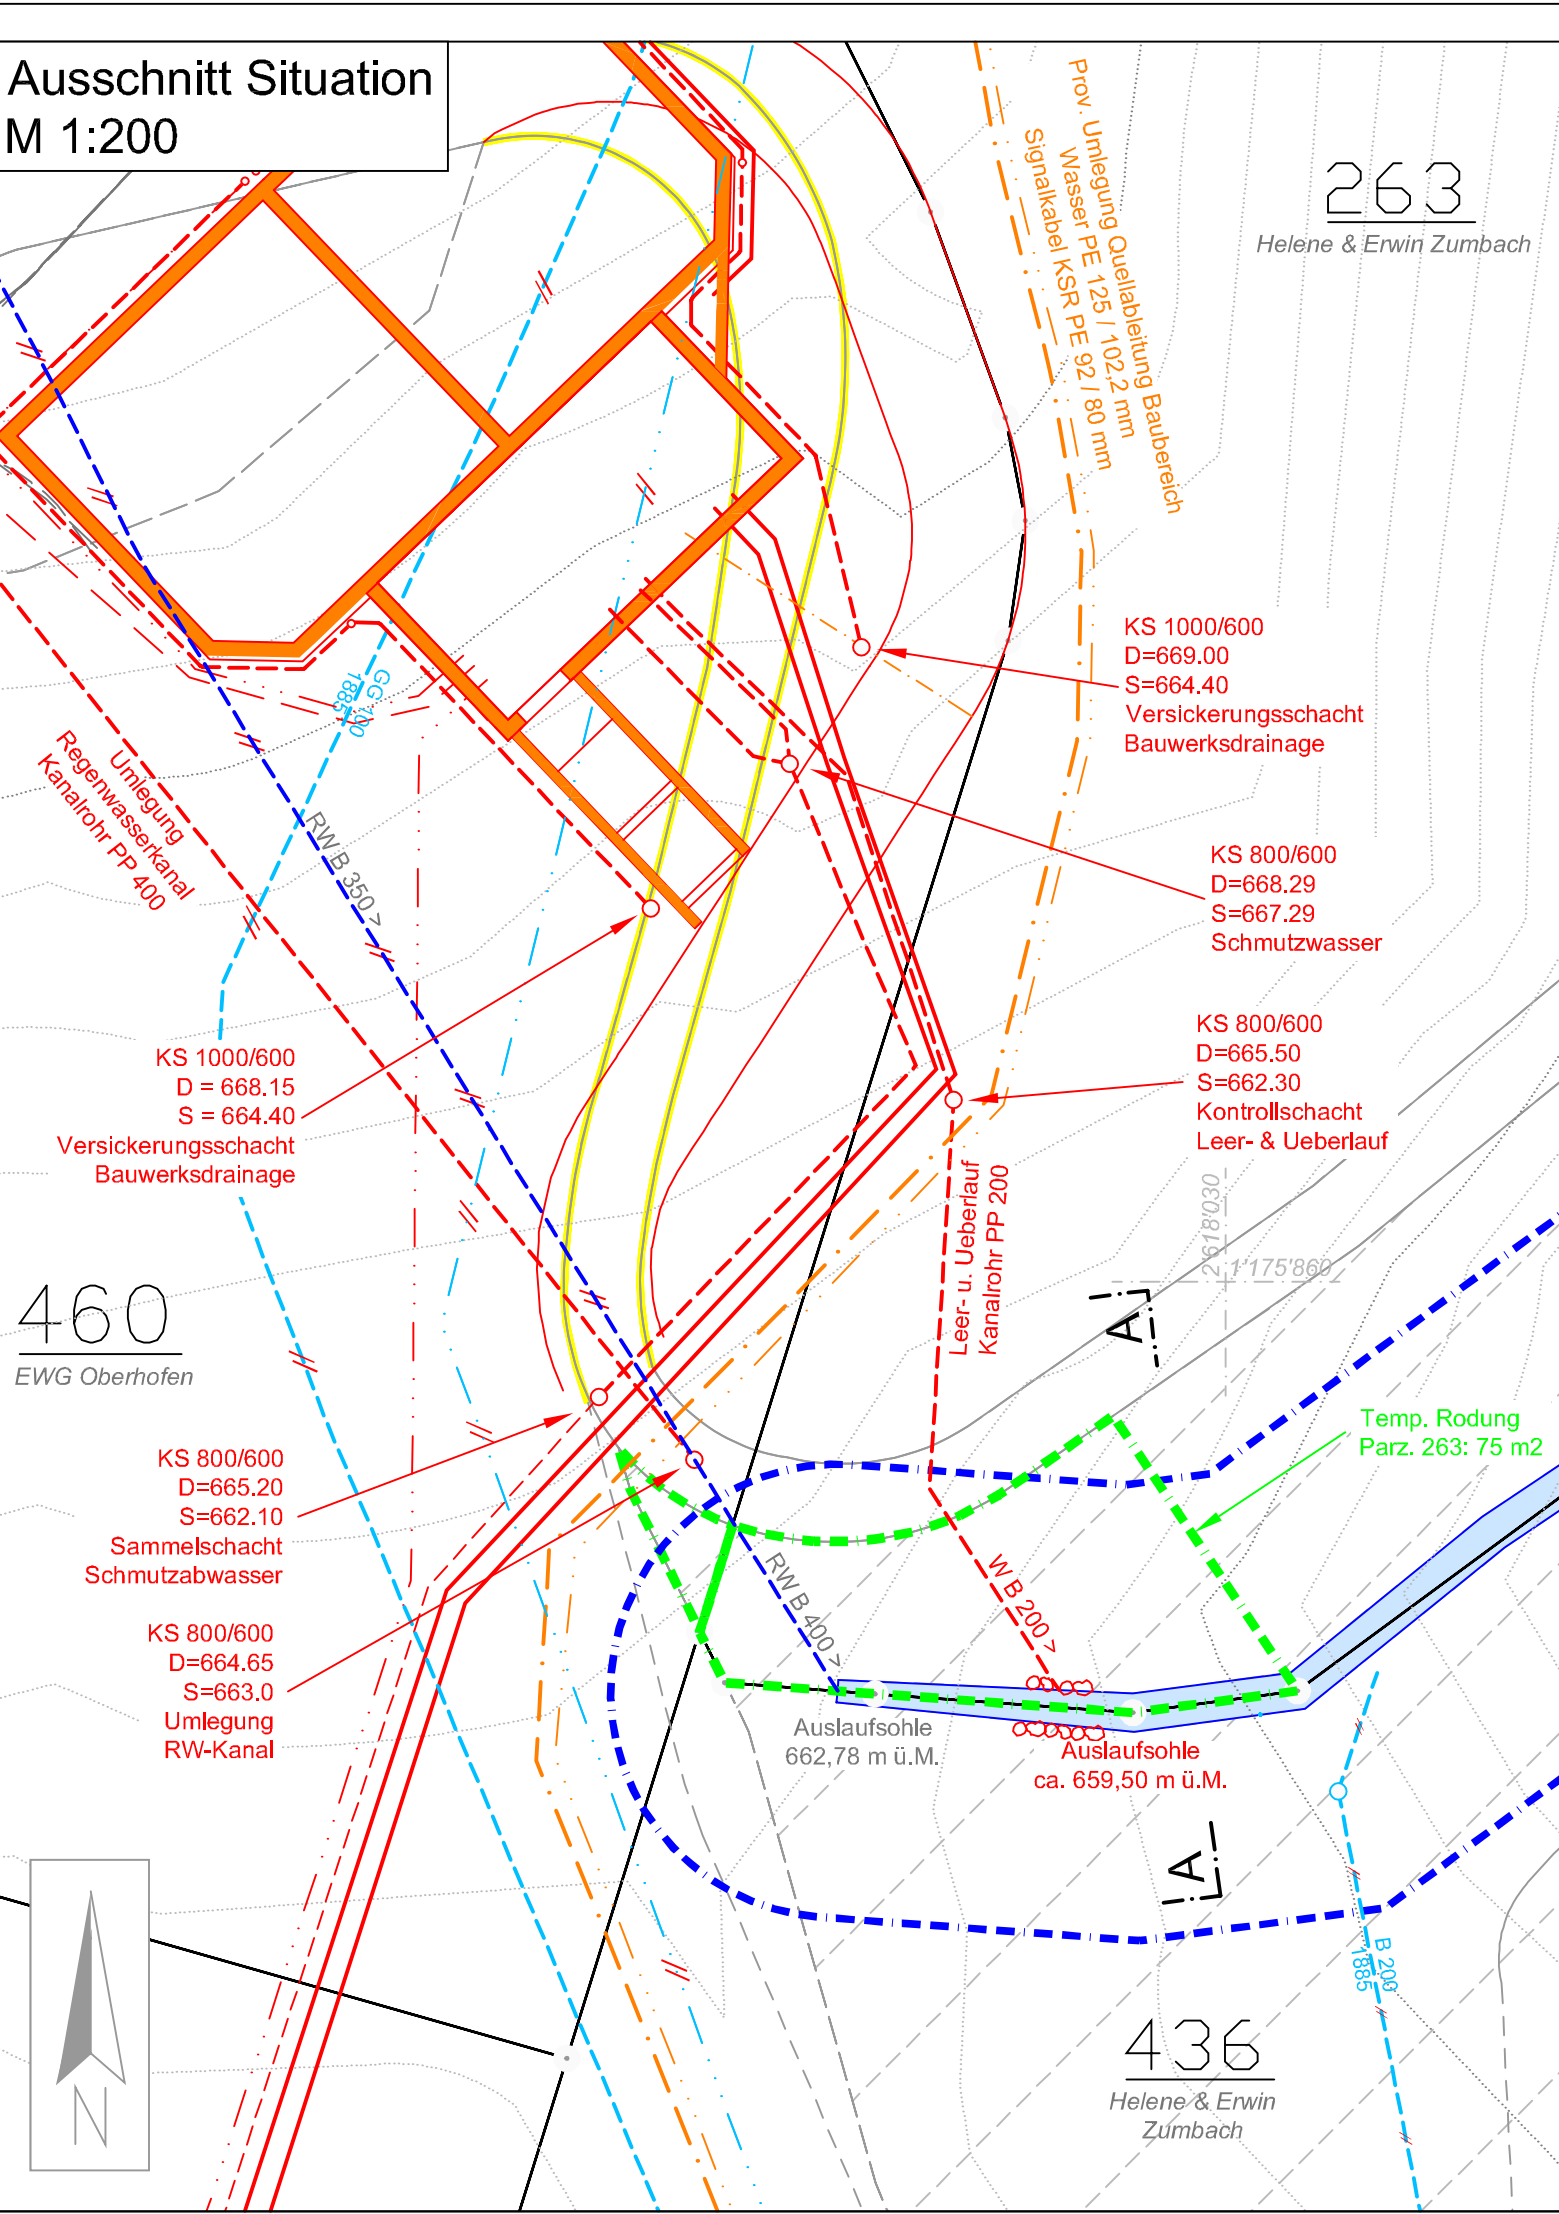 Ausschnitt Situation
M 1:200
Prov. Umlegung Quellableitung Baubereich
Wasser PE 125 / 102,2 mm
Signalkabel KSR PE 92 / 80 mm
263
Helene & Erwin Zumbach
KS 1000/600
D=669.00
S=664.40
Versickerungsschacht
Bauwerksdrainage
GG 100
1885
Umlegung
Regenwasserkanal
Kanalrohr PP 400
RW B 350 >
KS 800/600
D=668.29
S=667.29
Schmutzwasser
KS 1000/600
D = 668.15
S = 664.40
Versickerungsschacht
Bauwerksdrainage
KS 800/600
D=665.50
S=662.30
Kontrollschacht
Leer- & Ueberlauf
Leer- u. Ueberlauf
Kanalrohr PP 200
2'618'030
1'175'860
460
EWG Oberhofen
A
Temp. Rodung
Parz. 263: 75 m2
KS 800/600
D=665.20
S=662.10
Sammelschacht
Schmutzabwasser
RW B 400 >
W B 200 >
KS 800/600
D=664.65
S=663.0
Umlegung
RW-Kanal
Auslaufsohle
662,78 m ü.M.
Auslaufsohle
ca. 659,50 m ü.M.
A
B 200
1885
436
Helene & Erwin
Zumbach
N